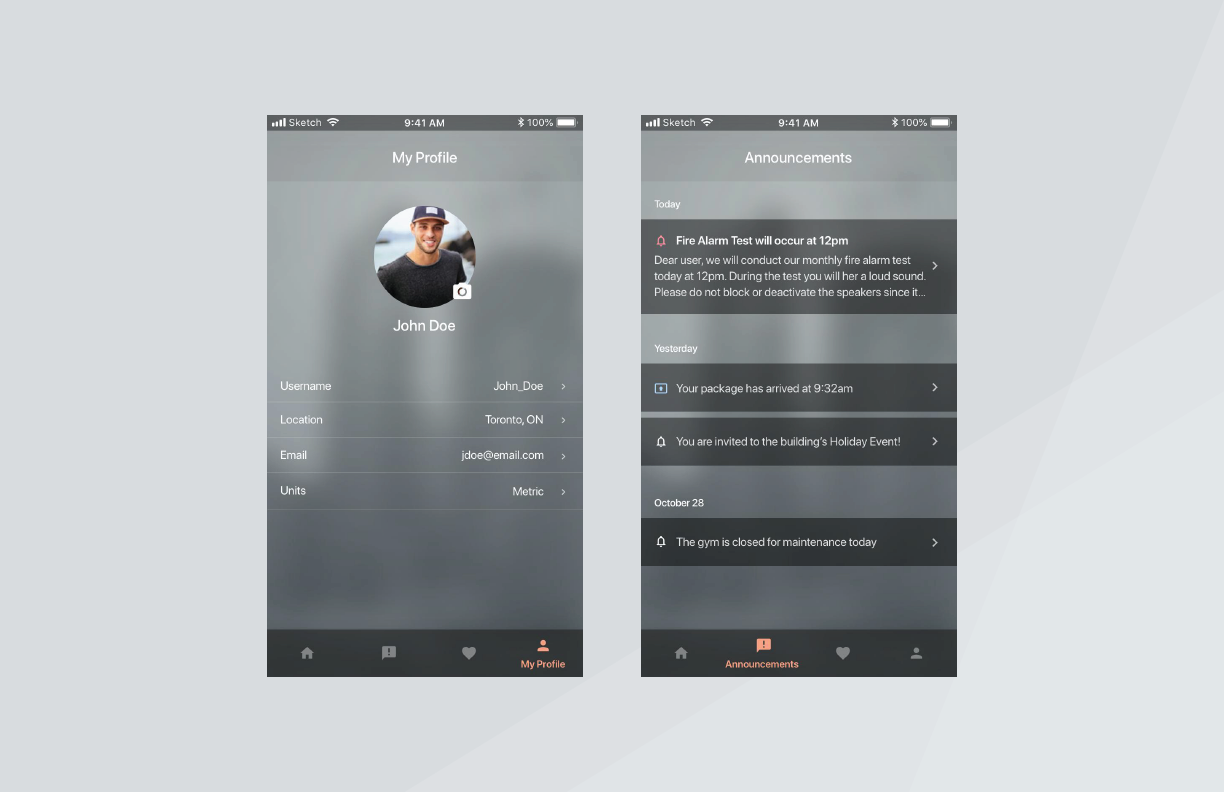 Sketch 9:41 AM 100%
My Profile
John Doe
Username John_Doe
Location Toronto, ON
Email jdoe@email.com
Units Metric
My Profile
Sketch 9:41 AM 100%
Announcements
Today
Fire Alarm Test will occur at 12pm
Dear user, we will conduct our monthly fire alarm test
today at 12pm. During the test you will her a loud sound.
Please do not block or deactivate the speakers since it...
Yesterday
Your package has arrived at 9:32am
You are invited to the building's Holiday Event!
October 28
The gym is closed for maintenance today
Announcements